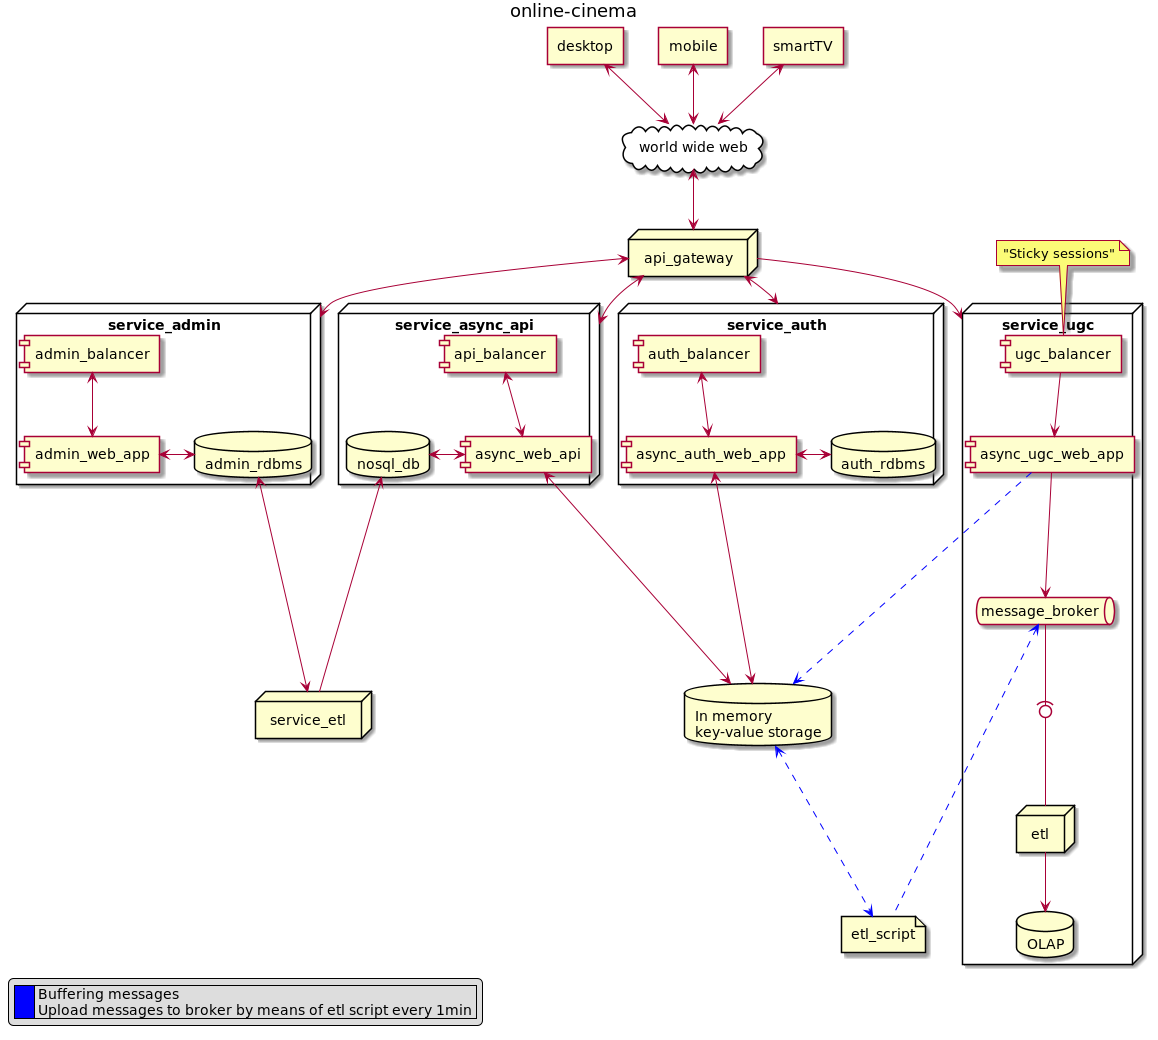 online-cinema
desktop
mobile
smartTV
world wide web
api_gateway
"Sticky sessions"
service_admin
service_async_api
service_auth
service_ugc
admin_balancer
api_balancer
auth_balancer
ugc_balancer
admin_web_app
admin_rdbms
nosql_db
async_web_api
async_auth_web_app
auth_rdbms
async_ugc_web_app
message_broker
service_etl
In memory
key-value storage
etl
etl_script
OLAP
Buffering messages
Upload messages to broker by means of etl script every 1min